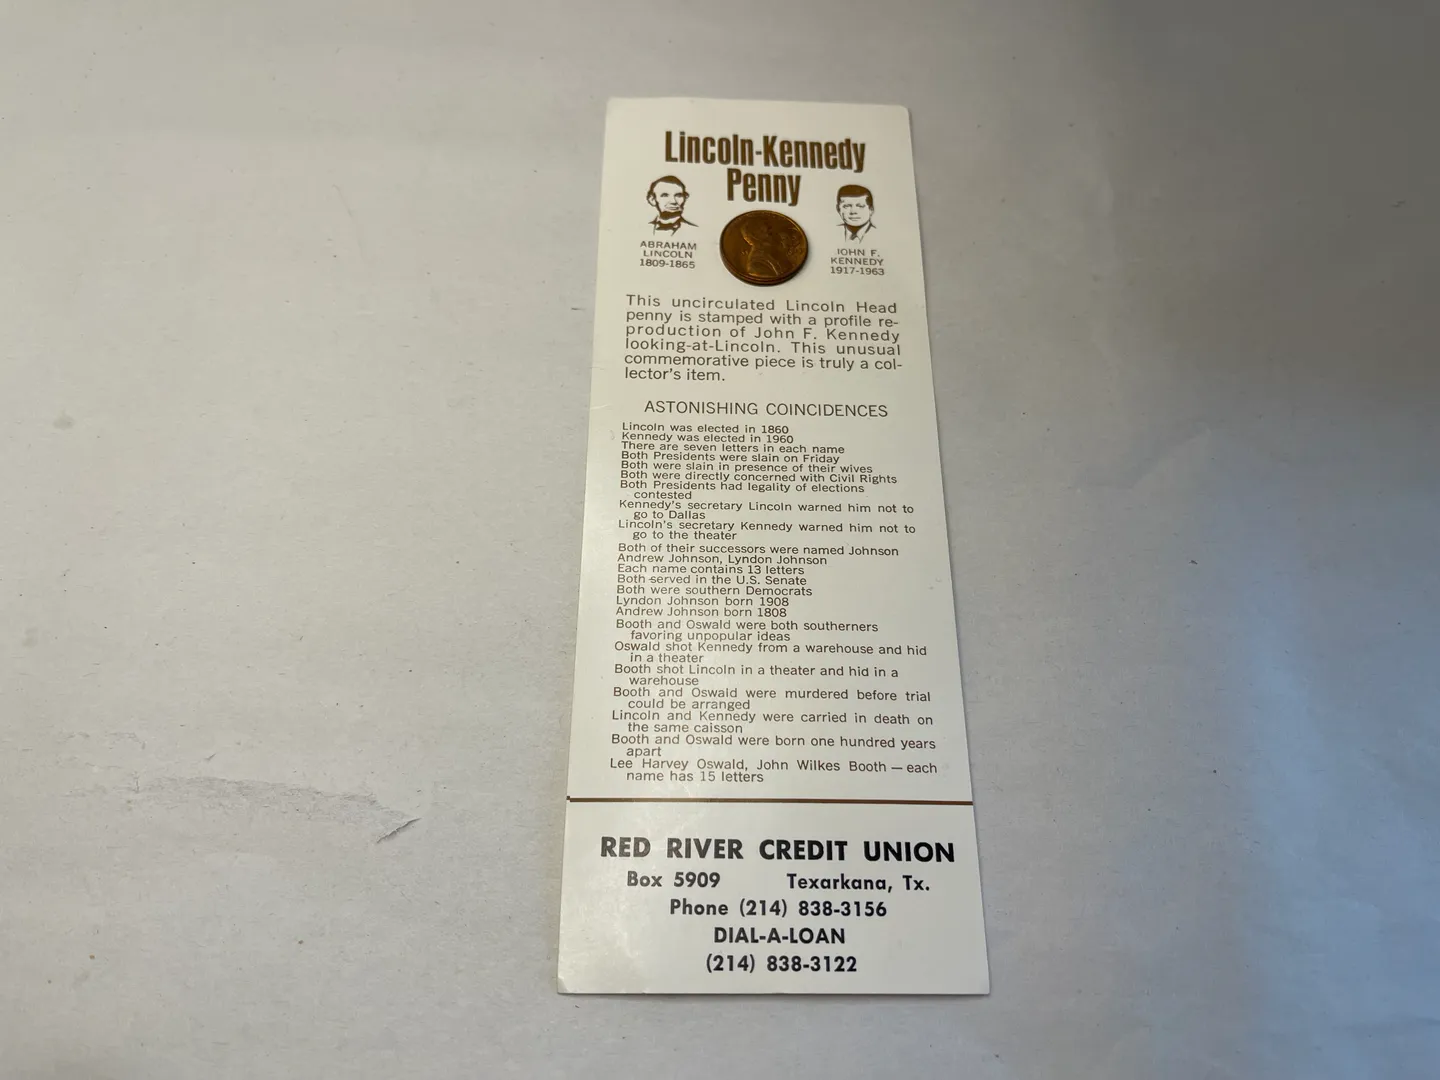 Lincoln-Kennedy
Penny
ABRAHAM
LINCOLN
1809-1865
JOHN F.
KENNEDY
1917-1963
This uncirculated Lincoln Head
penny is stamped with a profile re-
production of John F. Kennedy
looking-at-Lincoln. This unusual
commemorative piece is truly a col-
lector's item.
ASTONISHING COINCIDENCES
Lincoln was elected in 1860
Kennedy was elected in 1960
There are seven letters in each name
Both Presidents were slain on Friday
Both were slain in presence of their wives
Both were directly concerned with Civil Rights
Both Presidents had legality of elections
contested
Kennedy's secretary Lincoln warned him not to
go to Dallas
Lincoln's secretary Kennedy warned him not to
go to the theater
Both of their successors were named Johnson
Andrew Johnson, Lyndon Johnson
Each name contains 13 letters
Both served in the U.S. Senate
Both were southern Democrats
Lyndon Johnson born 1908
Andrew Johnson born 1808
Booth and Oswald were both southerners
favoring unpopular ideas
Oswald shot Kennedy from a warehouse and hid
in a theater
Booth shot Lincoln in a theater and hid in a
warehouse
Booth and Oswald were murdered before trial
could be arranged
Lincoln and Kennedy were carried in death on
the same caisson
Booth and Oswald were born one hundred years
apart
Lee Harvey Oswald, John Wilkes Booth — each
name has 15 letters
RED RIVER CREDIT UNION
Box 5909 Texarkana, Tx.
Phone (214) 838-3156
DIAL-A-LOAN
(214) 838-3122